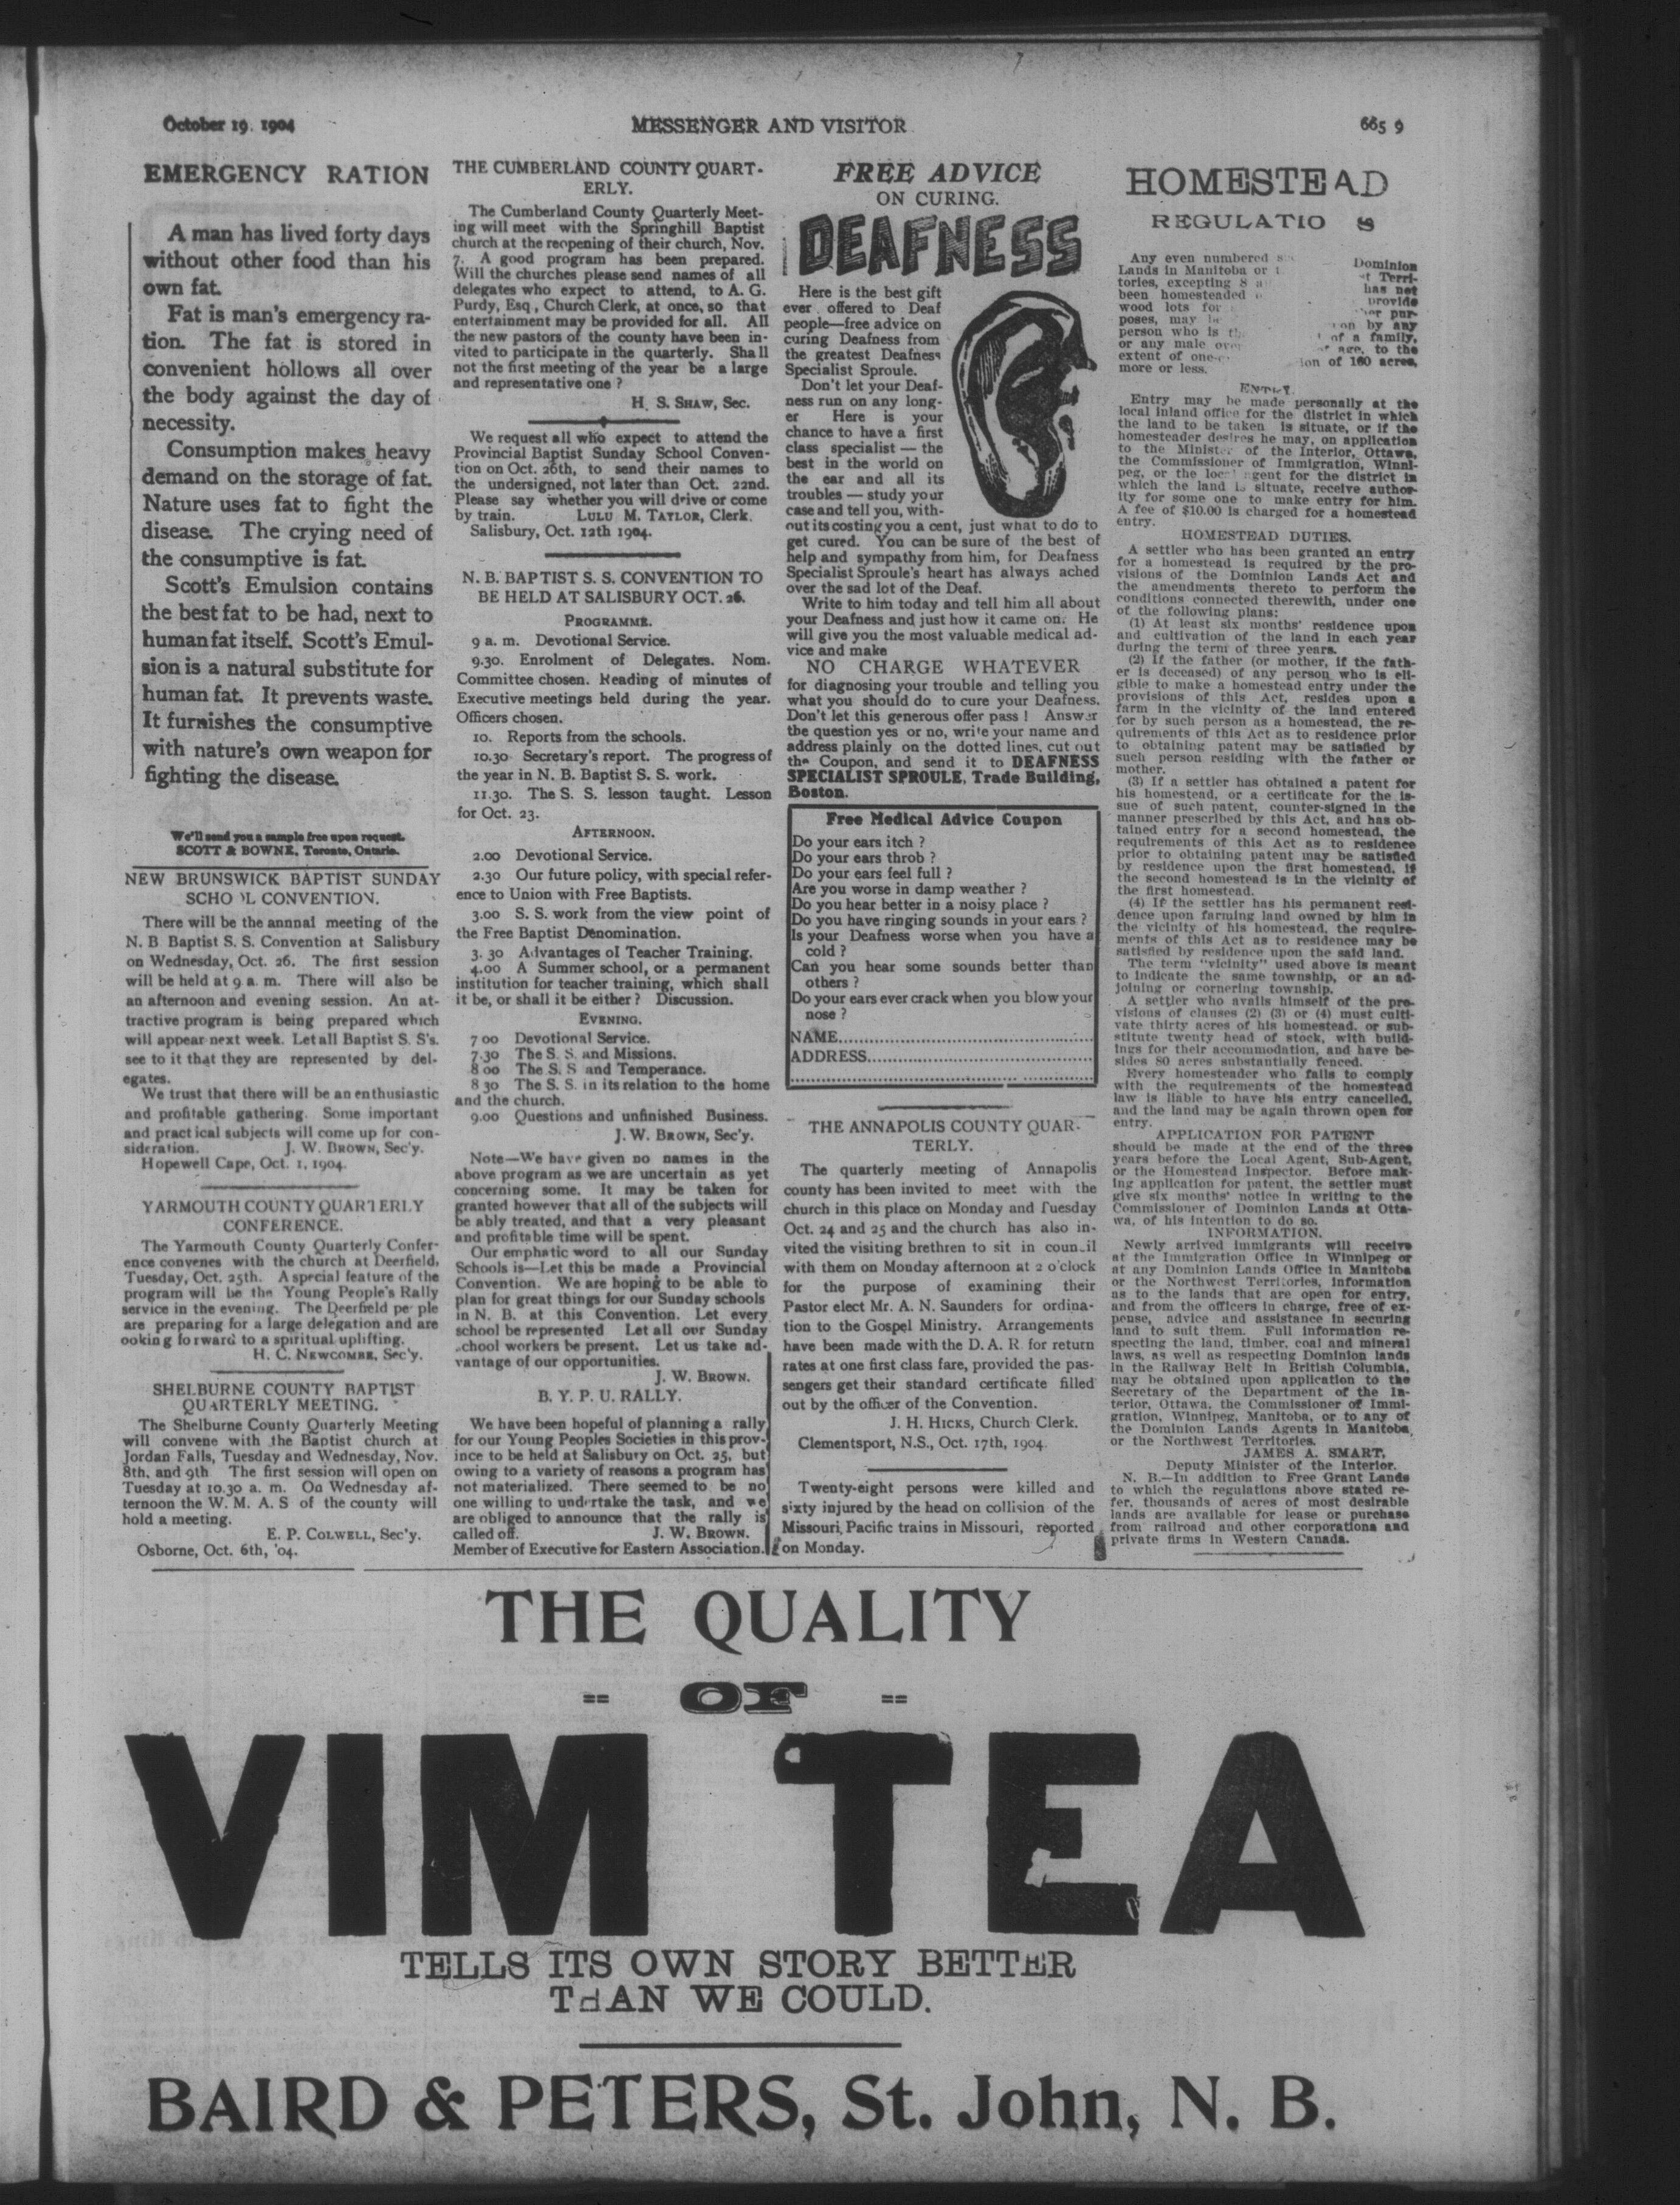 October 19. 1904
MESSENGER AND VISITOR
665 9
EMERGENCY RATION
A man has lived forty days
without other food than his
own fat.
Fat is man's emergency ra-
tion. The fat is stored in
convenient hollows all over
the body against the day of
necessity.
Consumption makes heavy
demand on the storage of fat.
Nature uses fat to fight the
disease. The crying need of
the consumptive is fat.
Scott's Emulsion contains
the best fat to be had, next to
human fat itself. Scott's Emul-
sion is a natural substitute for
human fat. It prevents waste.
It furnishes the consumptive
with nature's own weapon for
fighting the disease.
We'll send you a sample free upon request.
SCOTT & BOWNE, Toronto, Ontario.
NEW BRUNSWICK BAPTIST SUNDAY
SCHO L CONVENTION.
There will be the annnal meeting of the
N. B Baptist S. S. Convention at Salisbury
on Wednesday, Oct. 26. The first session
will be held at 9 a. m. There will also be
an afternoon and evening session. An at-
tractive program is being prepared which
will appear next week. Let all Baptist S. S's.
see to it that they are represented by del-
egates.
We trust that there will be an enthusiastic
and profitable gathering. Some important
and practical subjects will come up for con-
sideration. J. W. BROWN, Sec'y.
Hopewell Cape, Oct. 1, 1904.
YARMOUTH COUNTY QUARTERLY
CONFERENCE.
The Yarmouth County Quarterly Confer-
ence convenes with the church at Deerfield,
Tuesday, Oct. 25th. A special feature of the
program will be the Young People's Rally
service in the evening. The Deerfield pe ple
are preparing for a large delegation and are
ooking forward to a spiritual uplifting.
H. C. NEWCOMBE, Sec'y.
SHELBURNE COUNTY BAPTIST
QUARTERLY MEETING.
The Shelburne County Quarterly Meeting
will convene with the Baptist church at
Jordan Falls, Tuesday and Wednesday, Nov.
8th. and 9th The first session will open on
Tuesday at 10.30 a. m. On Wednesday af-
ternoon the W. M. A. S of the county will
hold a meeting.
E. P. COLWELL, Sec'y.
Osborne, Oct. 6th, '04.
THE CUMBERLAND COUNTY QUART-
ERLY.
The Cumberland County Quarterly Meet-
ing will meet with the Springhill Baptist
church at the reopening of their church, Nov.
7. A good program has been prepared.
Will the churches please send names of all
delegates who expect to attend, to A. G.
Purdy, Esq., Church Clerk, at once, so that
entertainment may be provided for all. All
the new pastors of the county have been in-
vited to participate in the quarterly. Shall
not the first meeting of the year be a large
and representative one ?
H. S. SHAW, Sec.
We request all who expect to attend the
Provincial Baptist Sunday School Conven-
tion on Oct. 26th, to send their names to
the undersigned, not later than Oct. 22nd.
Please say whether you will drive or come
by train. LULU M. TAYLOR, Clerk.
Salisbury, Oct. 12th 1904.
N. B. BAPTIST S. S. CONVENTION TO
BE HELD AT SALISBURY OCT. 26.
PROGRAMME.
9 a. m. Devotional Service.
9.30. Enrolment of Delegates. Nom.
Committee chosen. Reading of minutes of
Executive meetings held during the year.
Officers chosen.
10. Reports from the schools.
10.30 Secretary's report. The progress of
the year in N. B. Baptist S. S. work.
11.30. The S. S. lesson taught. Lesson
for Oct. 23.
AFTERNOON.
2.00 Devotional Service.
2.30 Our future policy, with special refer-
ence to Union with Free Baptists.
3.00 S. S. work from the view point of
the Free Baptist Denomination.
3. 30 Advantages of Teacher Training.
4.00 A Summer school, or a permanent
institution for teacher training, which shall
it be, or shall it be either ? Discussion.
EVENING.
7 00 Devotional Service.
7.30 The S. S. and Missions.
8 00 The S. S and Temperance.
8 30 The S. S. in its relation to the home
and the church.
9.00 Questions and unfinished Business.
J. W. BROWN, Sec'y.
Note—We have given no names in the
above program as we are uncertain as yet
concerning some. It may be taken for
granted however that all of the subjects will
be ably treated, and that a very pleasant
and profitable time will be spent.
Our emphatic word to all our Sunday
Schools is—Let this be made a Provincial
Convention. We are hoping to be able to
plan for great things for our Sunday schools
in N. B. at this Convention. Let every
school be represented Let all our Sunday
.chool workers be present. Let us take ad-
vantage of our opportunities.
J. W. BROWN.
B. Y. P. U. RALLY.
We have been hopeful of planning a rally
for our Young Peoples Societies in this prov-
ince to be held at Salisbury on Oct. 25, but
owing to a variety of reasons a program has
not materialized. There seemed to be no
one willing to undertake the task, and we
are obliged to announce that the rally is
called off. J. W. BROWN.
Member of Executive for Eastern Association.
FREE ADVICE
ON CURING.
DEAFNESS
Here is the best gift
ever offered to Deaf
people—free advice on
curing Deafness from
the greatest Deafness
Specialist Sproule.
Don't let your Deaf-
ness run on any long-
er Here is your
chance to have a first
class specialist — the
best in the world on
the ear and all its
troubles — study your
case and tell you, with-
out its costing you a cent, just what to do to
get cured. You can be sure of the best of
help and sympathy from him, for Deafness
Specialist Sproule's heart has always ached
over the sad lot of the Deaf.
Write to him today and tell him all about
your Deafness and just how it came on. He
will give you the most valuable medical ad-
vice and make
NO CHARGE WHATEVER
for diagnosing your trouble and telling you
what you should do to cure your Deafness.
Don't let this generous offer pass ! Answer
the question yes or no, write your name and
address plainly on the dotted lines, cut out
the Coupon, and send it to DEAFNESS
SPECIALIST SPROULE, Trade Building,
Boston.
Free Medical Advice Coupon
Do your ears itch ?
Do your ears throb ?
Do your ears feel full ?
Are you worse in damp weather ?
Do you hear better in a noisy place ?
Do you have ringing sounds in your ears ?
Is your Deafness worse when you have a
cold ?
Can you hear some sounds better than
others ?
Do your ears ever crack when you blow your
nose ?
NAME
ADDRESS
THE ANNAPOLIS COUNTY QUAR-
TERLY.
The quarterly meeting of Annapolis
county has been invited to meet with the
church in this place on Monday and Tuesday
Oct. 24 and 25 and the church has also in-
vited the visiting brethren to sit in council
with them on Monday afternoon at 2 o'clock
for the purpose of examining their
Pastor elect Mr. A. N. Saunders for ordina-
tion to the Gospel Ministry. Arrangements
have been made with the D. A. R for return
rates at one first class fare, provided the pas-
sengers get their standard certificate filled
out by the officer of the Convention.
J. H. HICKS, Church Clerk.
Clementsport, N.S., Oct. 17th, 1904.
Twenty-eight persons were killed and
sixty injured by the head on collision of the
Missouri Pacific trains in Missouri, reported
on Monday.
HOMESTEAD
REGULATIO S
Any even numbered Dominion
Lands in Manitoba or Terri-
tories, excepting 8 has not
been homesteaded provide
wood lots for pur-
poses, may be by any
person who is of a family,
or any male over age, to the
extent of one- of 160 acres,
more or less.
ENTRY.
Entry may be made personally at the
local inland office for the district in which
the land to be taken is situate, or if the
homesteader desires he may, on application
to the Minister of the Interior, Ottawa,
the Commissioner of Immigration, Winni-
peg, or the local agent for the district in
which the land is situate, receive author-
ity for some one to make entry for him.
A fee of $10.00 is charged for a homestead
entry.
HOMESTEAD DUTIES.
A settler who has been granted an entry
for a homestead is required by the pro-
visions of the Dominion Lands Act and
the amendments thereto to perform the
conditions connected therewith, under one
of the following plans:
(1) At least six months' residence upon
and cultivation of the land in each year
during the term of three years.
(2) If the father (or mother, if the fath-
er is deceased) of any person who is eli-
gible to make a homestead entry under the
provisions of this Act, resides upon a
farm in the vicinity of the land entered
for by such person as a homestead, the re-
quirements of this Act as to residence prior
to obtaining patent may be satisfied by
such person residing with the father or
mother.
(3) If a settler has obtained a patent for
his homestead, or a certificate for the is-
sue of such patent, counter-signed in the
manner prescribed by this Act, and has ob-
tained entry for a second homestead, the
requirements of this Act as to residence
prior to obtaining patent may be satisfied
by residence upon the first homestead, if
the second homestead is in the vicinity of
the first homestead.
(4) If the settler has his permanent resi-
dence upon farming land owned by him in
the vicinity of his homestead, the require-
ments of this Act as to residence may be
satisfied by residence upon the said land.
The term "vicinity" used above is meant
to indicate the same township, or an ad-
joining or cornering township.
A settler who avails himself of the pro-
visions of clauses (2) (3) or (4) must culti-
vate thirty acres of his homestead, or sub-
stitute twenty head of stock, with build-
ings for their accommodation, and have be-
sides 80 acres substantially fenced.
Every homesteader who fails to comply
with the requirements of the homestead
law is liable to have his entry cancelled,
and the land may be again thrown open for
entry.
APPLICATION FOR PATENT
should be made at the end of the three
years before the Local Agent, Sub-Agent,
or the Homestead Inspector. Before mak-
ing application for patent, the settler must
give six months' notice in writing to the
Commissioner of Dominion Lands at Otta-
wa, of his intention to do so.
INFORMATION.
Newly arrived immigrants will receive
at the Immigration Office in Winnipeg or
at any Dominion Lands Office in Manitoba
or the Northwest Territories, information
as to the lands that are open for entry,
and from the officers in charge, free of ex-
pense, advice and assistance in securing
land to suit them. Full information re-
specting the land, timber, coal and mineral
laws, as well as respecting Dominion lands
in the Railway Belt in British Columbia,
may be obtained upon application to the
Secretary of the Department of the In-
terior, Ottawa, the Commissioner of Immi-
gration, Winnipeg, Manitoba, or to any of
the Dominion Lands Agents in Manitoba
or the Northwest Territories.
JAMES A. SMART,
Deputy Minister of the Interior.
N. B.—In addition to Free Grant Lands
to which the regulations above stated re-
fer, thousands of acres of most desirable
lands are available for lease or purchase
from railroad and other corporations and
private firms in Western Canada.
THE QUALITY
OF
VIM TEA
TELLS ITS OWN STORY BETTER
THAN WE COULD.
BAIRD & PETERS, St. John, N. B.